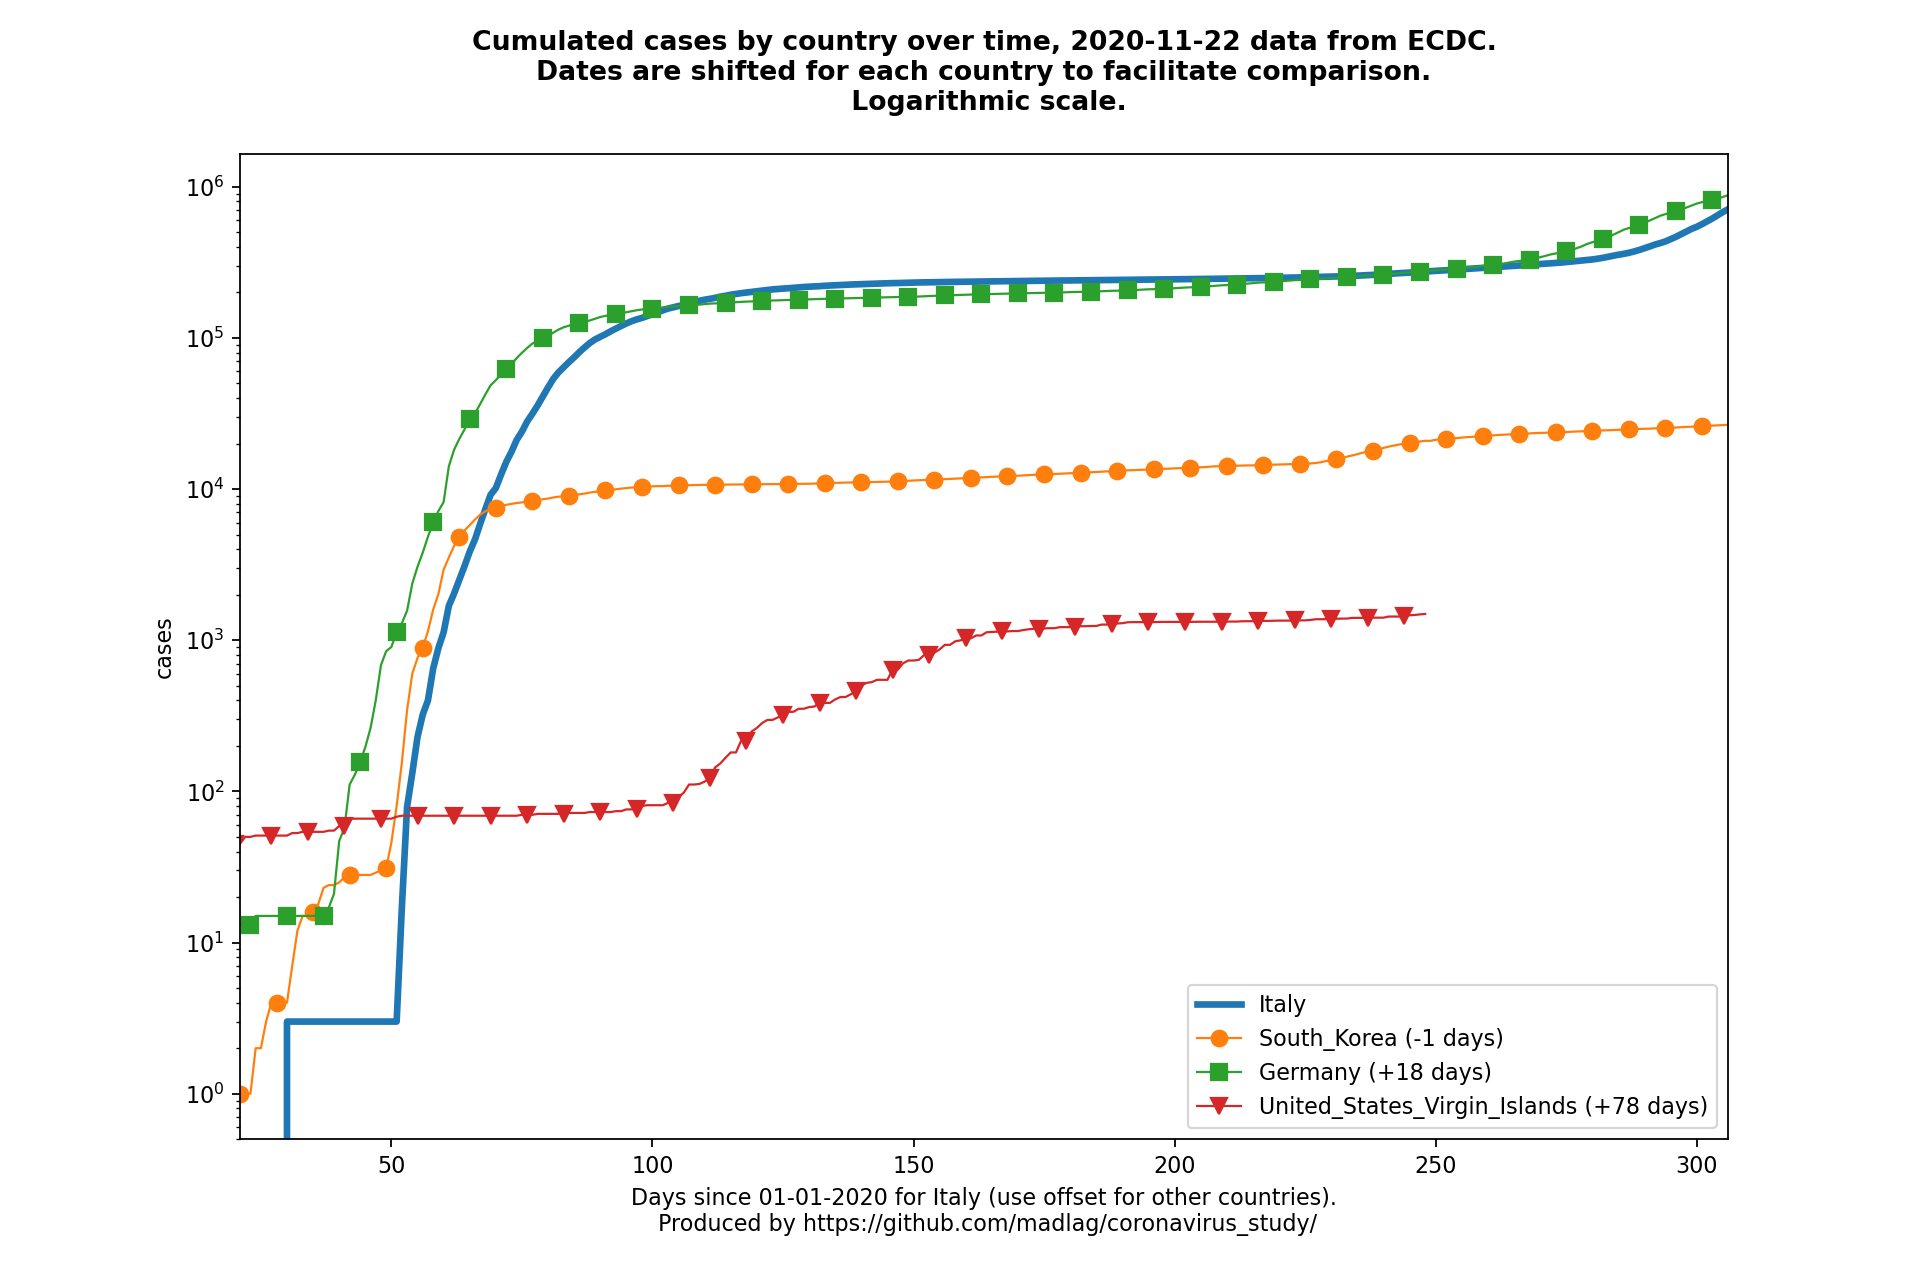 Cumulated cases by country over time, 2020-11-22 data from ECDC.
Dates are shifted for each country to facilitate comparison.
Logarithmic scale.
10^6
10^5
10^4
10^3
10^2
10^1
10^0
cases
Italy
South_Korea (-1 days)
Germany (+18 days)
United_States_Virgin_Islands (+78 days)
50 100 150 200 250 300
Days since 01-01-2020 for Italy (use offset for other countries).
Produced by https://github.com/madlag/coronavirus_study/